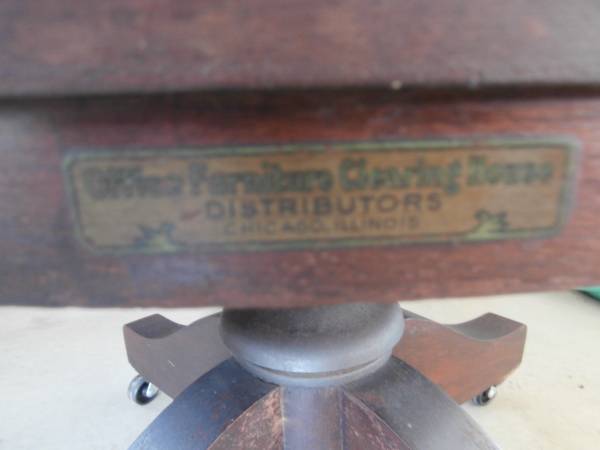 Office Furniture Clearing House
DISTRIBUTORS
CHICAGO, ILLINOIS